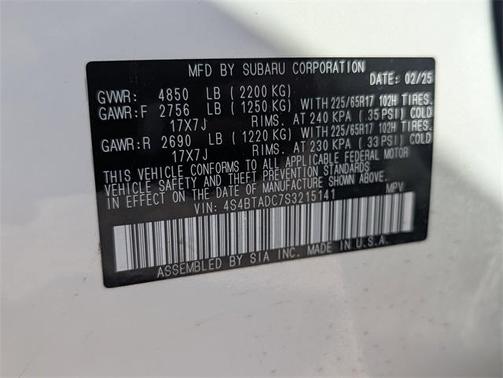 MFD BY SUBARU CORPORATION
DATE: 02/25
GVWR: 4850 LB (2200 KG)
GAWR:F 2756 LB (1250 KG) WITH 225/65R17 102H TIRES,
17X7J RIMS, AT 240 KPA (35 PSI) COLD
GAWR:R 2690 LB (1220 KG) WITH 225/65R17 102H TIRES,
17X7J RIMS, AT 230 KPA (33 PSI) COLD
THIS VEHICLE CONFORMS TO ALL APPLICABLE FEDERAL MOTOR
VEHICLE SAFETY AND THEFT PREVENTION STANDARDS
IN EFFECT ON THE DATE OF MANUFACTURE SHOWN ABOVE.
VIN: 4S4BTADC7S3215141 MPV
ASSEMBLED BY SIA INC. MADE IN U.S.A.